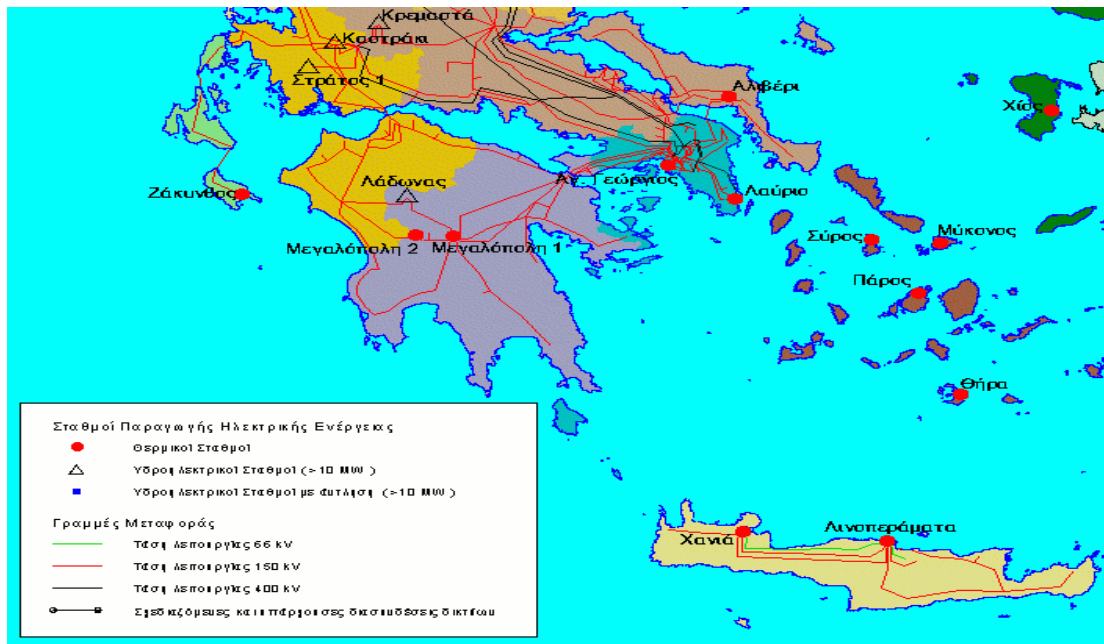 Κρεμαστά
Καστράκι
Στράτος 1
Αλιβέρι
Χίος
Λάδωνας
Αγ. Γεώργιος
Ζάκυνθος
Λαύριο
Μεγαλόπολη 2
Μεγαλόπολη 1
Σύρος
Μύκονος
Πάρος
Θήρα
Χανιά
Λινοπεράματα
Σταθμοί Παραγωγής Ηλεκτρικής Ενέργειας
Θερμικοί Σταθμοί
Υδροηλεκτρικοί Σταθμοί (>10 MW)
Υδροηλεκτρικοί Σταθμοί με άντληση (>10 MW)
Γραμμές Μεταφοράς
Τάση λειτουργίας 66 kV
Τάση λειτουργίας 150 kV
Τάση λειτουργίας 400 kV
Σχεδιαζόμενες και υπάρχουσες διασυνδέσεις δικτύου